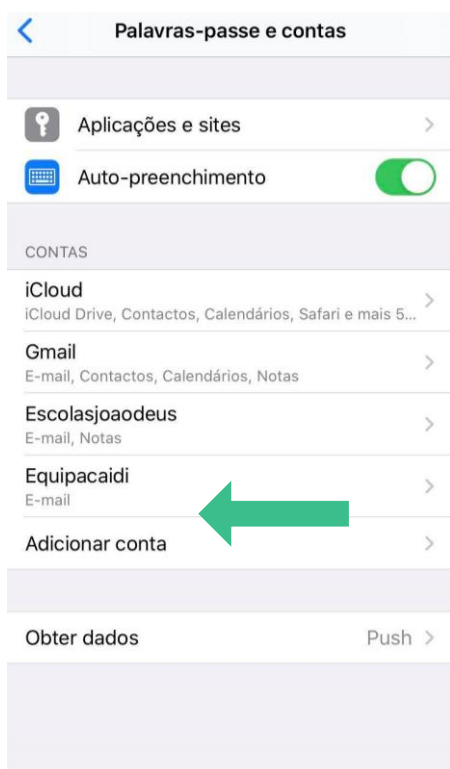 Palavras-passe e contas
Aplicações e sites
Auto-preenchimento
CONTAS
iCloud
iCloud Drive, Contactos, Calendários, Safari e mais 5...
Gmail
E-mail, Contactos, Calendários, Notas
Escolasjoaodeus
E-mail, Notas
Equipacaidi
E-mail
Adicionar conta
Obter dados Push